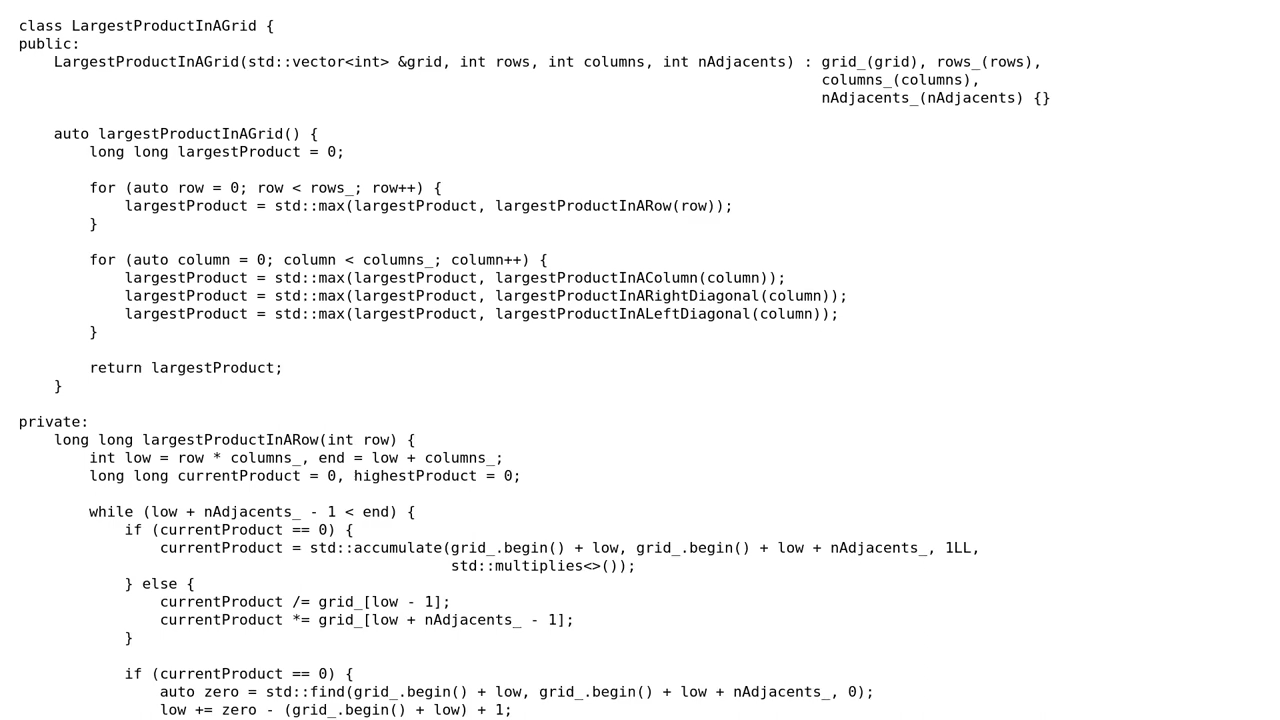 class LargestProductInAGrid {
public:
    LargestProductInAGrid(std::vector<int> &grid, int rows, int columns, int nAdjacents) : grid_(grid), rows_(rows),
                                                                                           columns_(columns),
                                                                                           nAdjacents_(nAdjacents) {}

    auto largestProductInAGrid() {
        long long largestProduct = 0;

        for (auto row = 0; row < rows_; row++) {
            largestProduct = std::max(largestProduct, largestProductInARow(row));
        }

        for (auto column = 0; column < columns_; column++) {
            largestProduct = std::max(largestProduct, largestProductInAColumn(column));
            largestProduct = std::max(largestProduct, largestProductInARightDiagonal(column));
            largestProduct = std::max(largestProduct, largestProductInALeftDiagonal(column));
        }

        return largestProduct;
    }

private:
    long long largestProductInARow(int row) {
        int low = row * columns_, end = low + columns_;
        long long currentProduct = 0, highestProduct = 0;

        while (low + nAdjacents_ - 1 < end) {
            if (currentProduct == 0) {
                currentProduct = std::accumulate(grid_.begin() + low, grid_.begin() + low + nAdjacents_, 1LL,
                                                 std::multiplies<>());
            } else {
                currentProduct /= grid_[low - 1];
                currentProduct *= grid_[low + nAdjacents_ - 1];
            }

            if (currentProduct == 0) {
                auto zero = std::find(grid_.begin() + low, grid_.begin() + low + nAdjacents_, 0);
                low += zero - (grid_.begin() + low) + 1;